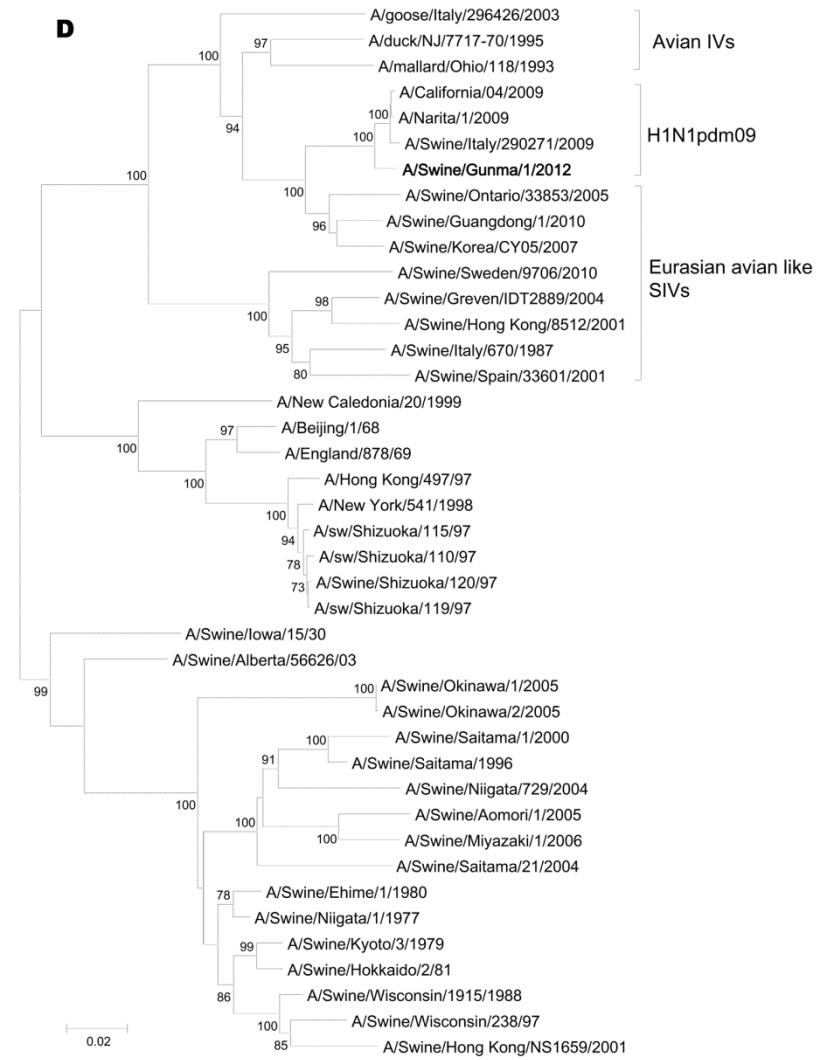 D
A/goose/Italy/296426/2003
100
97
A/duck/NJ/7717-70/1995
Avian IVs
A/mallard/Ohio/118/1993
A/California/04/2009
94
100
A/Narita/1/2009
100
A/Swine/Italy/290271/2009
H1N1pdm09
A/Swine/Gunma/1/2012
100
100
A/Swine/Ontario/33853/2005
96
A/Swine/Guangdong/1/2010
A/Swine/Korea/CY05/2007
A/Swine/Sweden/9706/2010
Eurasian avian like
SIVs
98
A/Swine/Greven/IDT2889/2004
100
A/Swine/Hong Kong/8512/2001
95
A/Swine/Italy/670/1987
80
A/Swine/Spain/33601/2001
A/New Caledonia/20/1999
97
A/Beijing/1/68
100
A/England/878/69
100
A/Hong Kong/497/97
A/New York/541/1998
100
A/sw/Shizuoka/115/97
94
A/sw/Shizuoka/110/97
78
A/Swine/Shizuoka/120/97
73
A/sw/Shizuoka/119/97
A/Swine/Iowa/15/30
A/Swine/Alberta/56626/03
99
100
A/Swine/Okinawa/1/2005
A/Swine/Okinawa/2/2005
100
A/Swine/Saitama/1/2000
91
A/Swine/Saitama/1996
A/Swine/Niigata/729/2004
100
A/Swine/Aomori/1/2005
100
100
A/Swine/Miyazaki/1/2006
A/Swine/Saitama/21/2004
78
A/Swine/Ehime/1/1980
A/Swine/Niigata/1/1977
99
A/Swine/Kyoto/3/1979
A/Swine/Hokkaido/2/81
86
A/Swine/Wisconsin/1915/1988
100
A/Swine/Wisconsin/238/97
85
A/Swine/Hong Kong/NS1659/2001
0.02